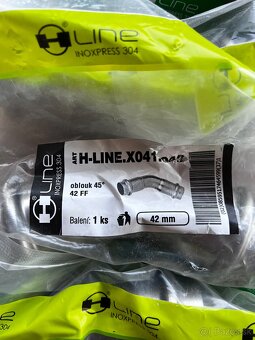 H LINE
INOXPRESS 304
H LINE
INOXPRESS 304
ART H-LINE.X041
oblouk 45°
42 FF
Balení: 1 ks
42 mm
H LINE
INOXPRESS 304